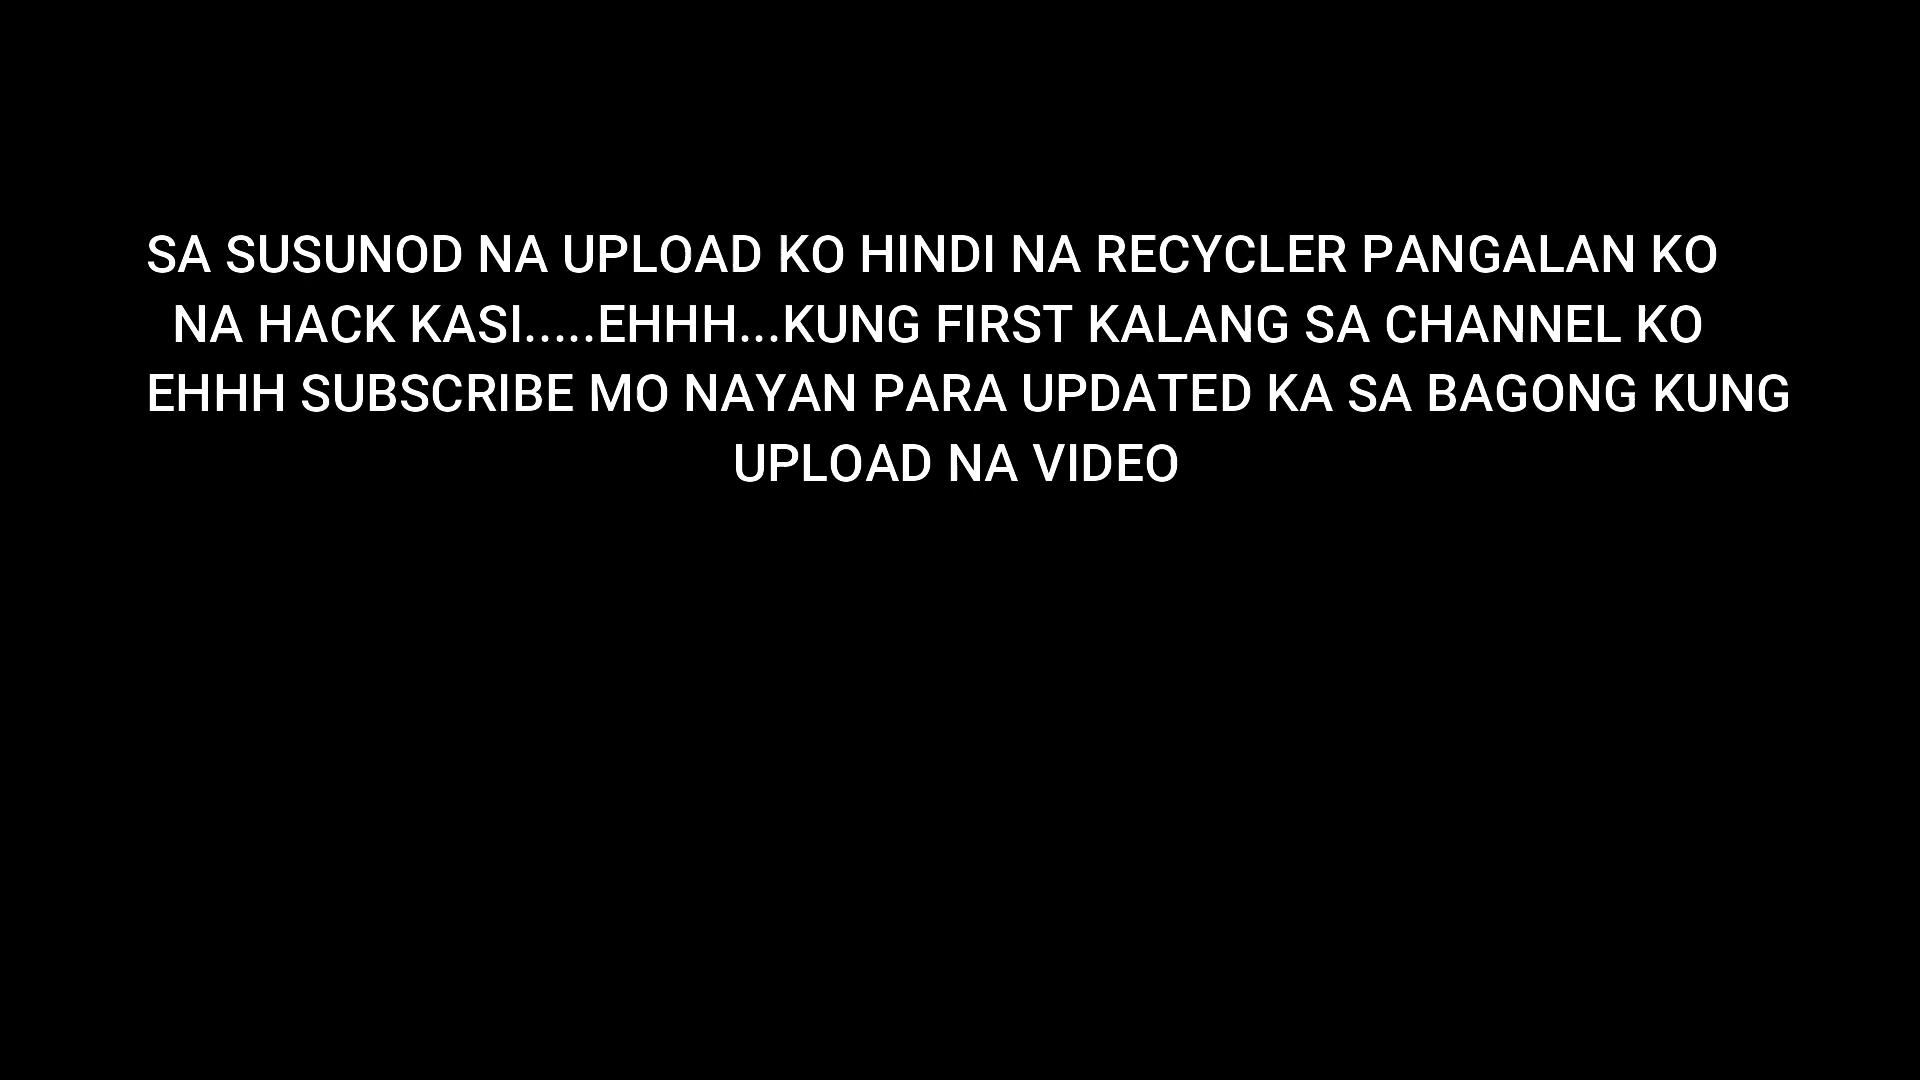 SA SUSUNOD NA UPLOAD KO HINDI NA RECYCLER PANGALAN KO
NA HACK KASI.....EHHH...KUNG FIRST KALANG SA CHANNEL KO
EHHH SUBSCRIBE MO NAYAN PARA UPDATED KA SA BAGONG KUNG
UPLOAD NA VIDEO